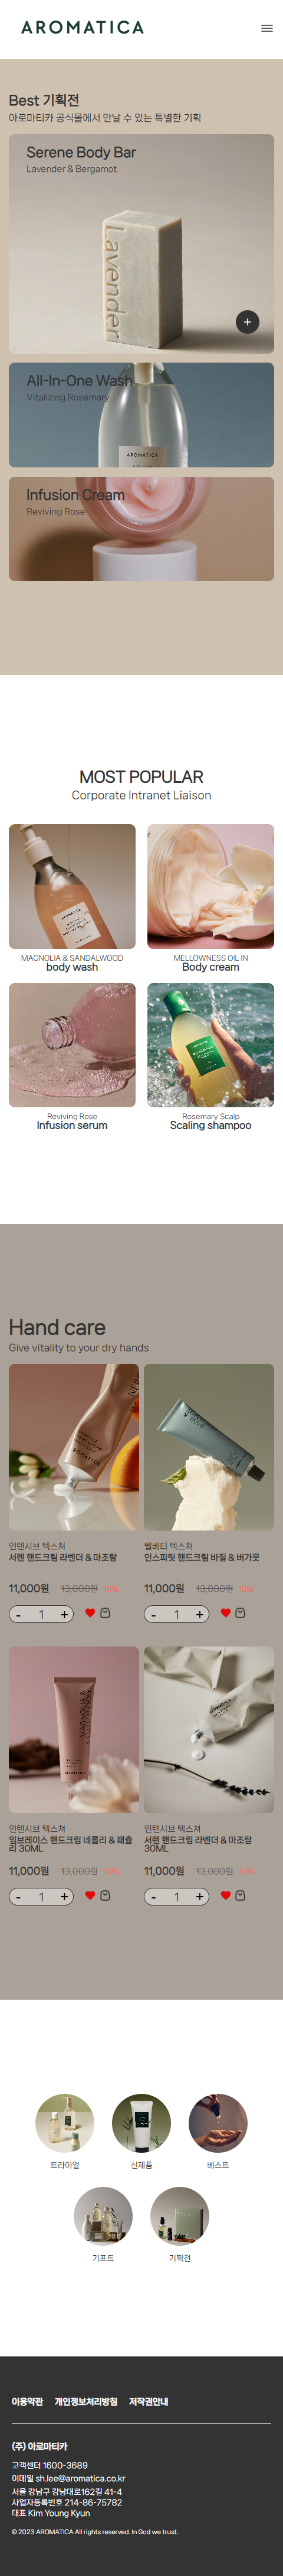 AROMATICA
Best 기획전
아로마티카 공식몰에서 만날 수 있는 특별한 기획
Serene Body Bar
Lavender & Bergamot
lavender
+
All-In-One Wash
Vitalizing Rosemary
AROMATICA
Infusion Cream
Reviving Rose
MOST POPULAR
Corporate Intranet Liaison
MAGNOLIA & SANDALWOOD
body wash
MELLOWNESS OIL IN
Body cream
Reviving Rose
Infusion serum
Rosemary Scalp
Scaling shampoo
Hand care
Give vitality to your dry hands
인텐시브 텍스쳐
서렌 핸드크림 라벤더 & 마조람
11,000원 13,000원 10%
- 1 +
벨베티 텍스쳐
인스피릿 핸드크림 바질 & 버가못
11,000원 13,000원 10%
- 1 +
인텐시브 텍스쳐
임브레이스 핸드크림 네롤리 & 패츌
리 30ML
11,000원 13,000원 10%
- 1 +
인텐시브 텍스쳐
서렌 핸드크림 라벤더 & 마조람
30ML
11,000원 13,000원 10%
- 1 +
트라이얼
신제품
베스트
기프트
기획전
이용약관 개인정보처리방침 저작권안내
(주) 아로마티카
고객센터 1600-3689
이메일 sh.lee@aromatica.co.kr
서울 강남구 강남대로162길 41-4
사업자등록번호 214-86-75782
대표 Kim Young Kyun
© 2023 AROMATICA All rights reserved. In God we trust.